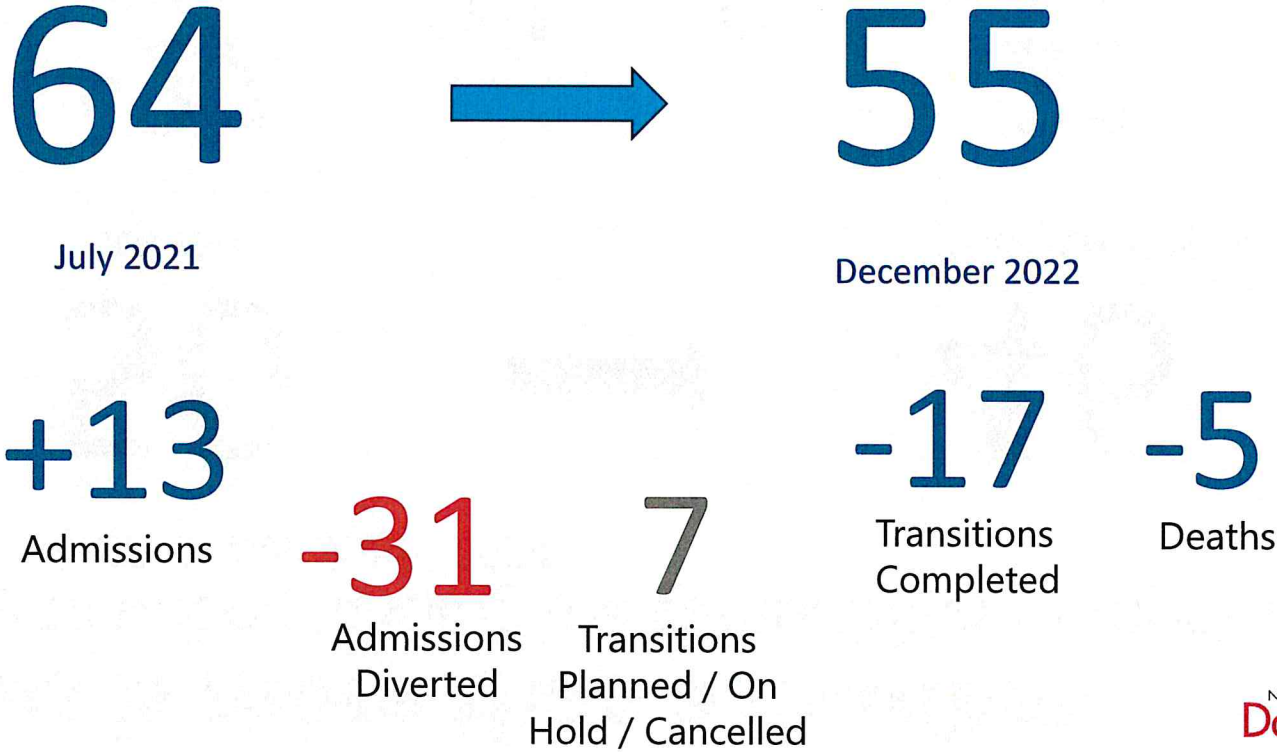 64
55
July 2021
December 2022
+13
Admissions
-31
Admissions
Diverted
7
Transitions
Planned / On
Hold / Cancelled
-17
Transitions
Completed
-5
Deaths